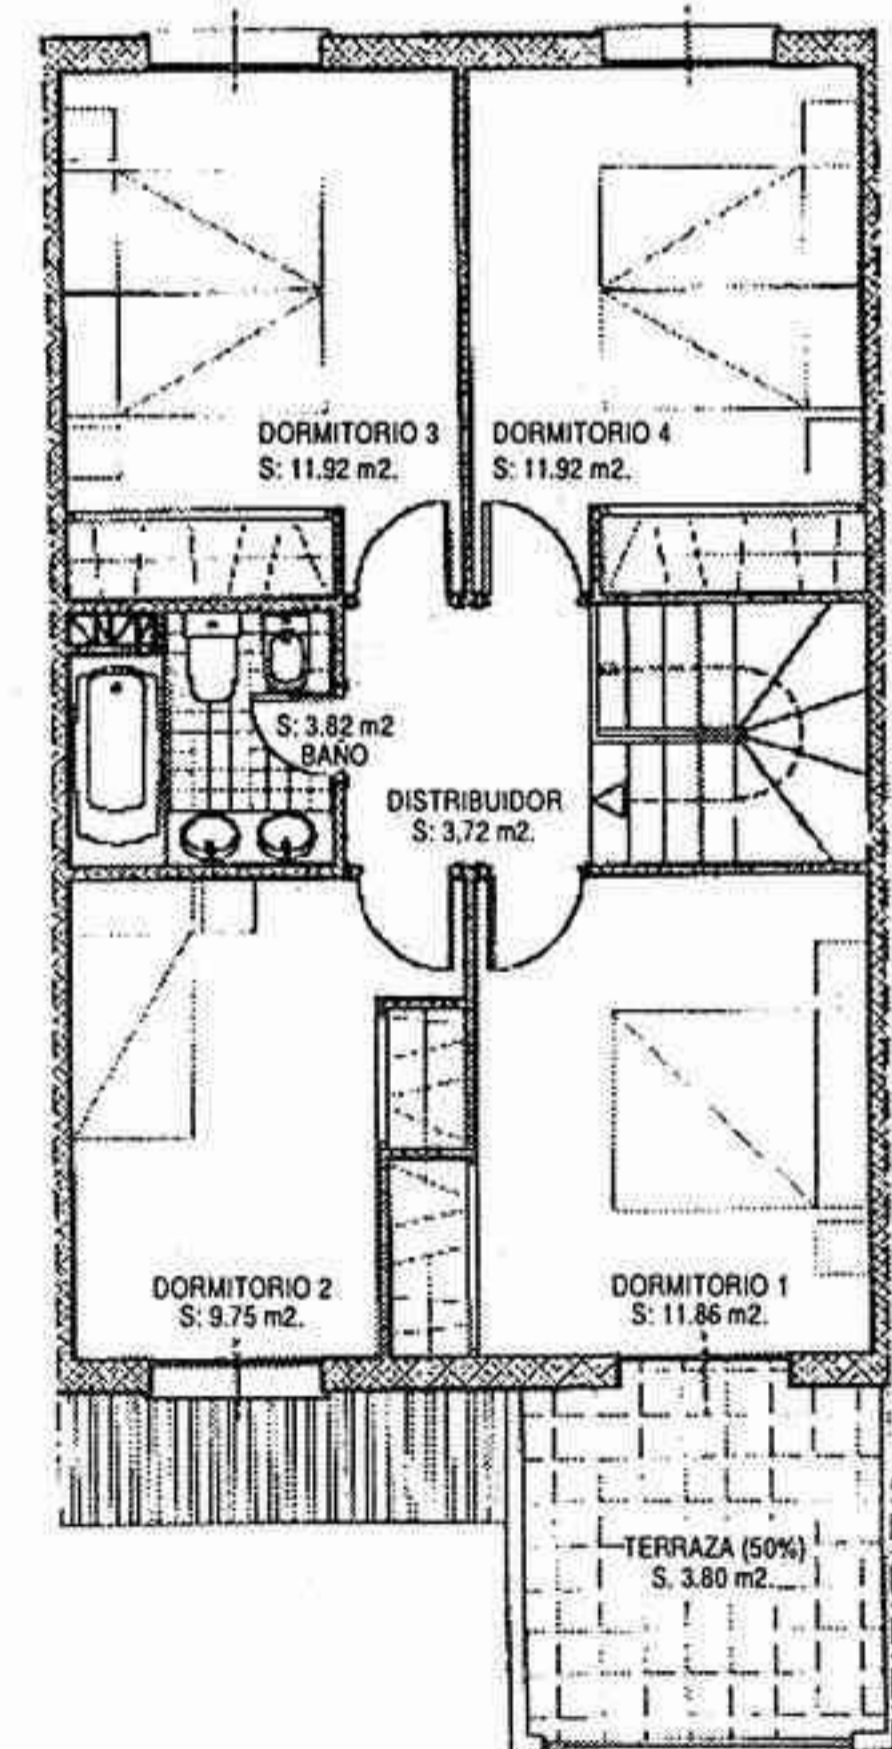 DORMITORIO 3
S: 11.92 m2.
DORMITORIO 4
S: 11.92 m2.
S: 3.82 m2
BANO
DISTRIBUIDOR
S: 3,72 m2.
DORMITORIO 2
S: 9.75 m2.
DORMITORIO 1
S: 11.86 m2.
TERRAZA (50%)
S. 3.80 m2.